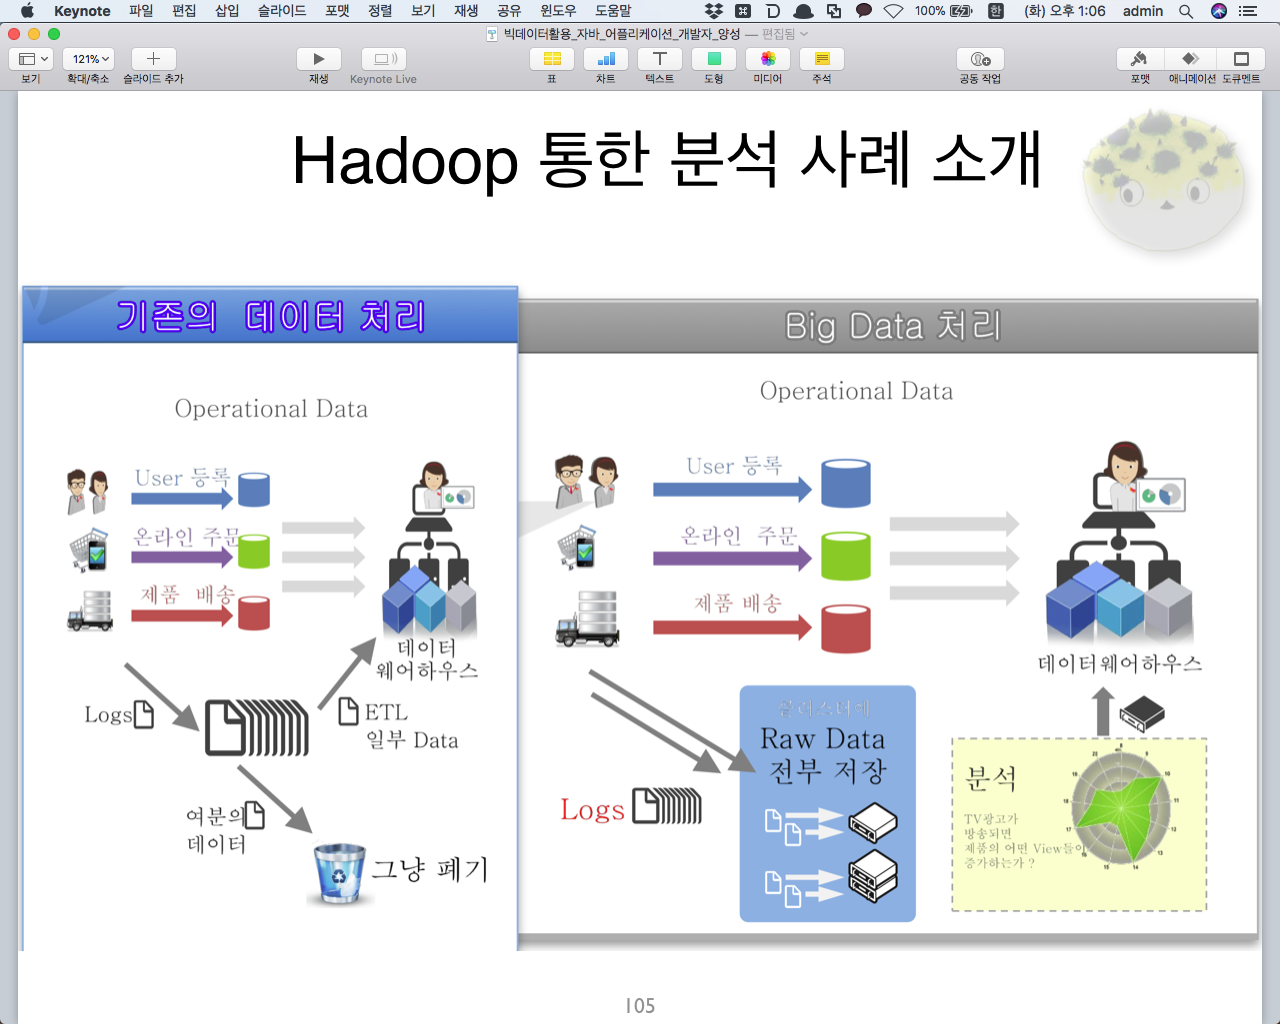 Keynote 파일 편집 삽입 슬라이드 포맷 정렬 보기 재생 공유 윈도우 도움말 100% 한 (화) 오후 1:06 admin
빅데이터활용_자바_어플리케이션_개발자_양성 — 편집됨
121%
보기 확대/축소 슬라이드 추가 재생 Keynote Live 표 차트 텍스트 도형 미디어 주석 공동 작업 포맷 애니메이션 도큐멘트
Hadoop 통한 분석 사례 소개
기존의 데이터 처리
Operational Data
User 등록
온라인 주문
제품 배송
데이터
웨어하우스
Logs
ETL
일부 Data
여분의
데이터
그냥 폐기
Big Data 처리
Operational Data
User 등록
온라인 주문
제품 배송
데이터웨어하우스
클러스터에
Raw Data
전부 저장
Logs
분석
TV광고가
방송되면
제품의 어떤 View들이
증가하는가 ?
105